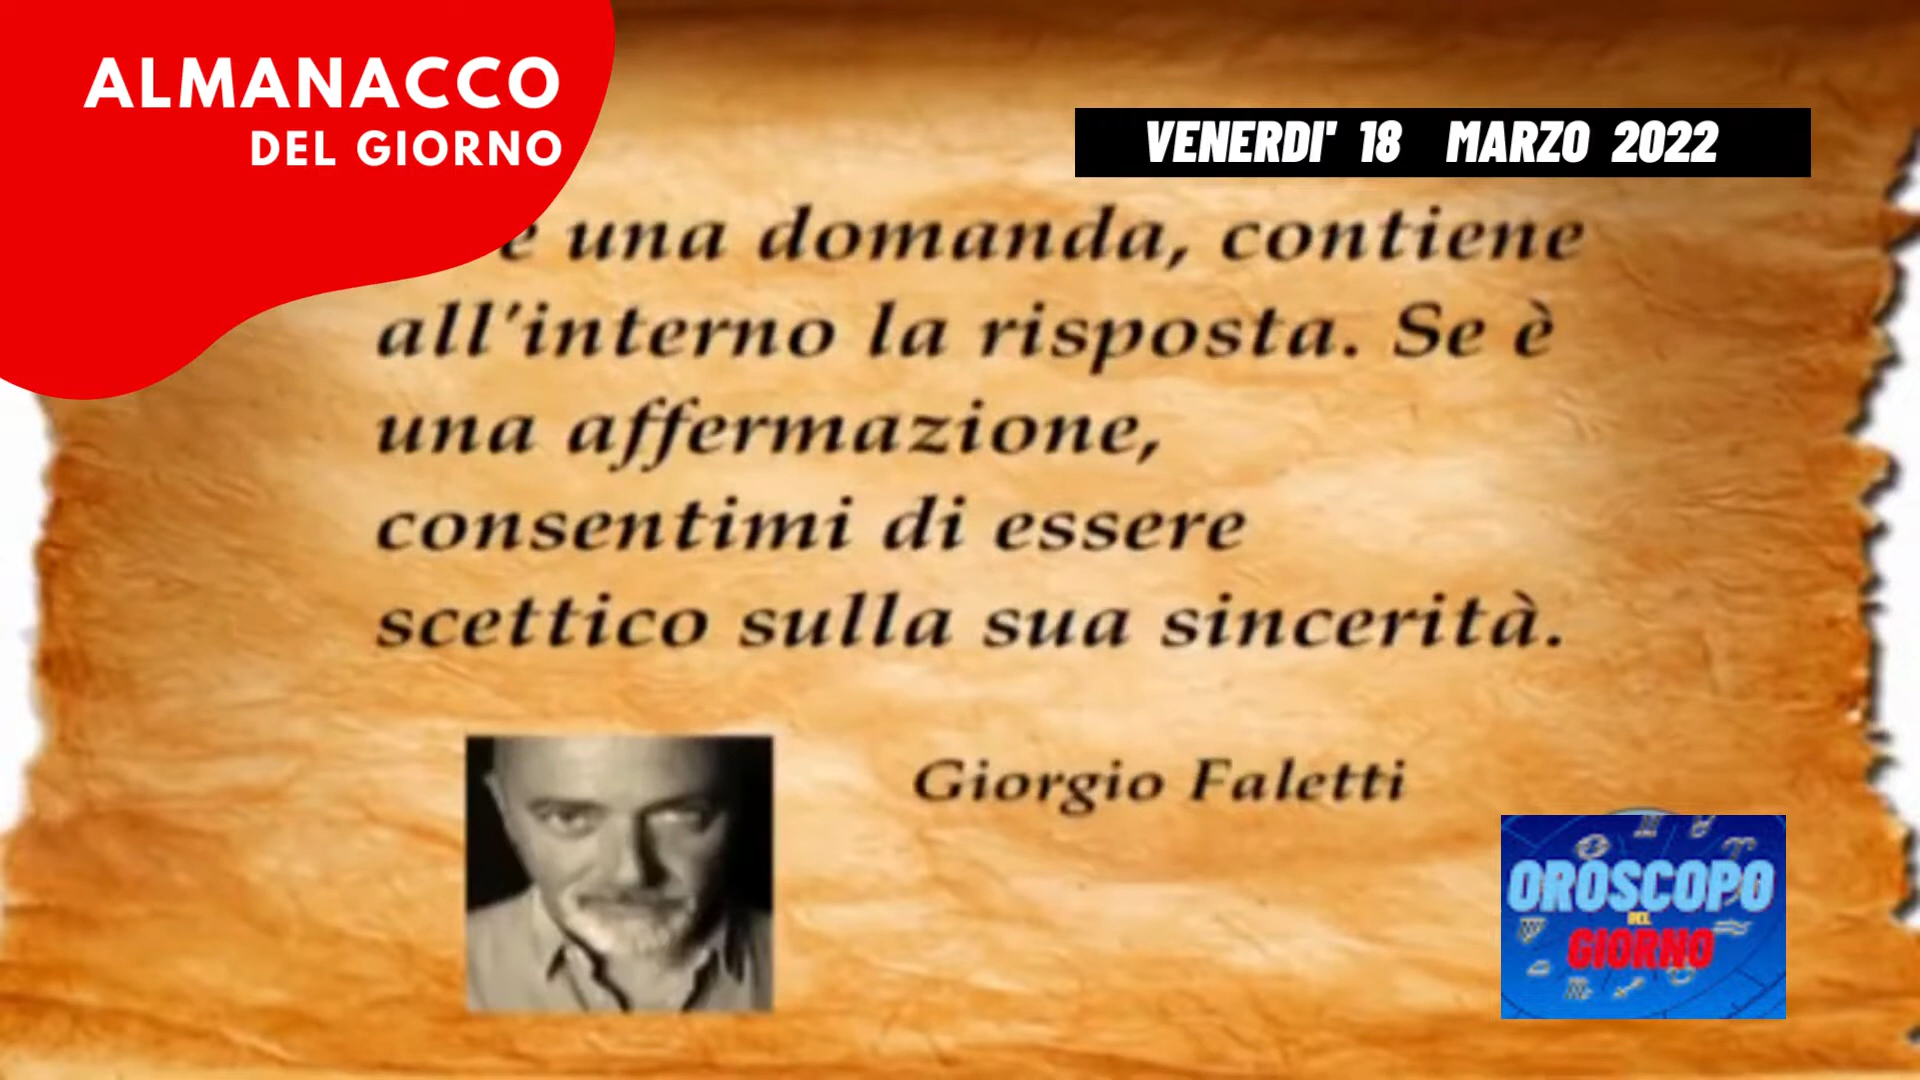 ALMANACCO
DEL GIORNO
VENERDI' 18 MARZO 2022
è una domanda, contiene
all'interno la risposta. Se è
una affermazione,
consentimi di essere
scettico sulla sua sincerità.
Giorgio Faletti
OROSCOPO
DEL
GIORNO